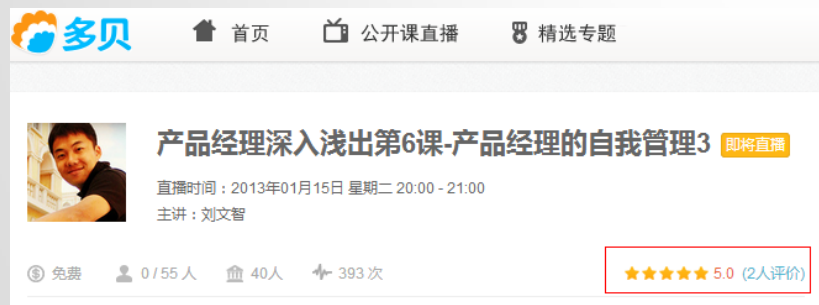 多贝 首页 公开课直播 精选专题
产品经理深入浅出第6课-产品经理的自我管理3 即将直播
直播时间：2013年01月15日 星期二 20:00 - 21:00
主讲：刘文智
免费 0 / 55 人 40人 393 次 5.0 (2人评价)